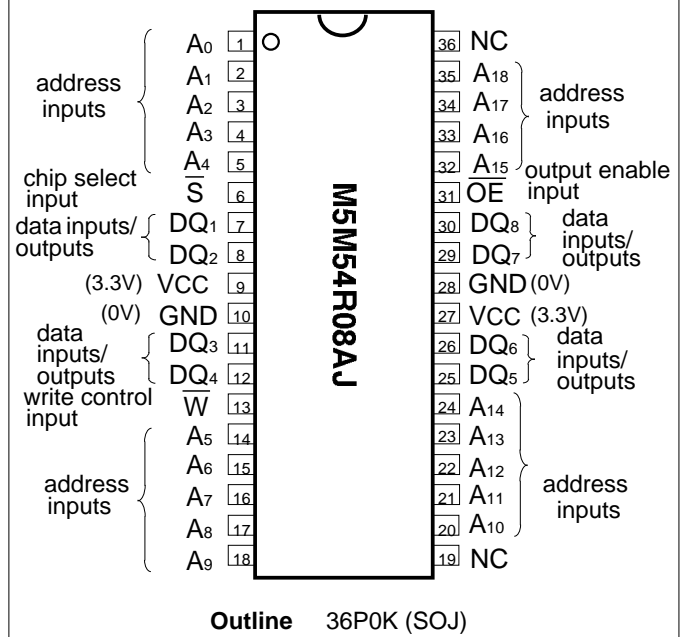 A0 1 36 NC
A1 2 35 A18
address inputs
A2 3 34 A17
address inputs
A3 4 33 A16
A4 5 32 A15
chip select input
S̅ 6 31 O̅E̅
output enable input
data inputs/ outputs
DQ1 7 30 DQ8
data inputs/ outputs
DQ2 8 29 DQ7
(3.3V) VCC 9 28 GND (0V)
(0V) GND 10 27 VCC (3.3V)
data inputs/ outputs
DQ3 11 26 DQ6
data inputs/ outputs
DQ4 12 25 DQ5
write control input
W̅ 13 24 A14
A5 14 23 A13
A6 15 22 A12
address inputs
A7 16 21 A11
address inputs
A8 17 20 A10
A9 18 19 NC
M5M54R08AJ
Outline 36P0K (SOJ)